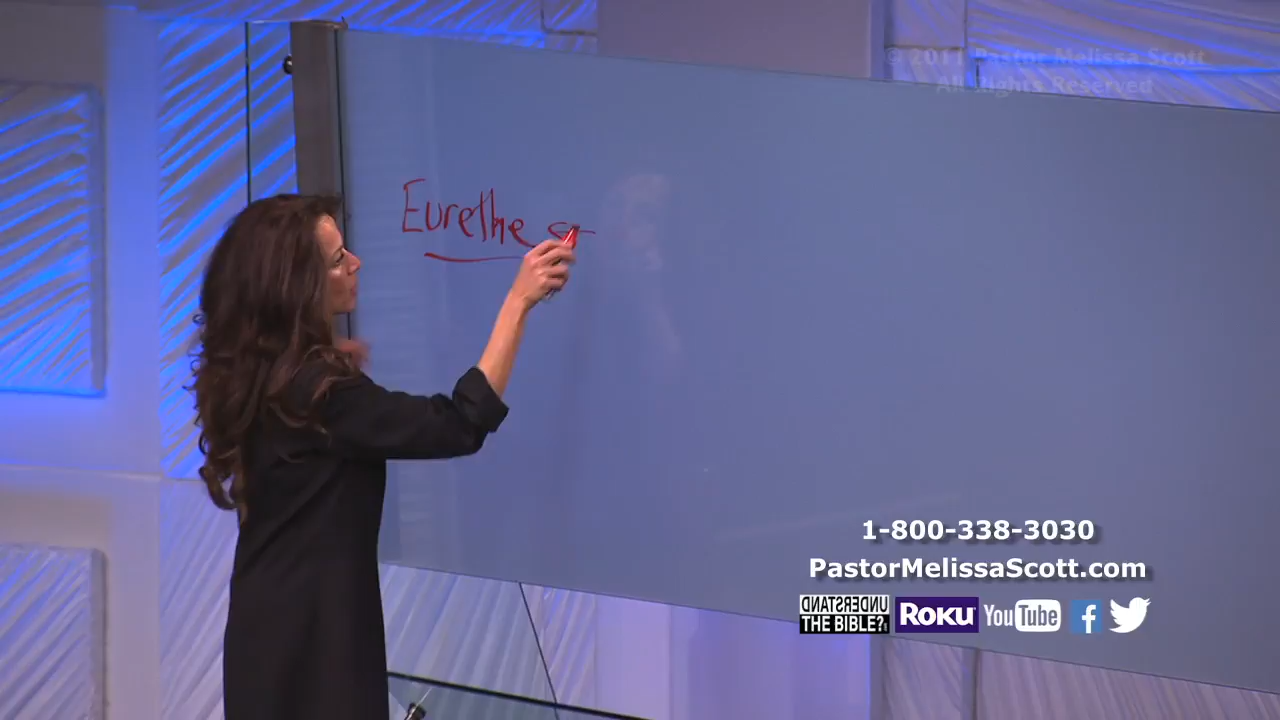 © 2011 Pastor Melissa Scott
All Rights Reserved
Eurethe
1-800-338-3030
PastorMelissaScott.com
UNDERSTAND
THE BIBLE?
ROKU
YouTube
f